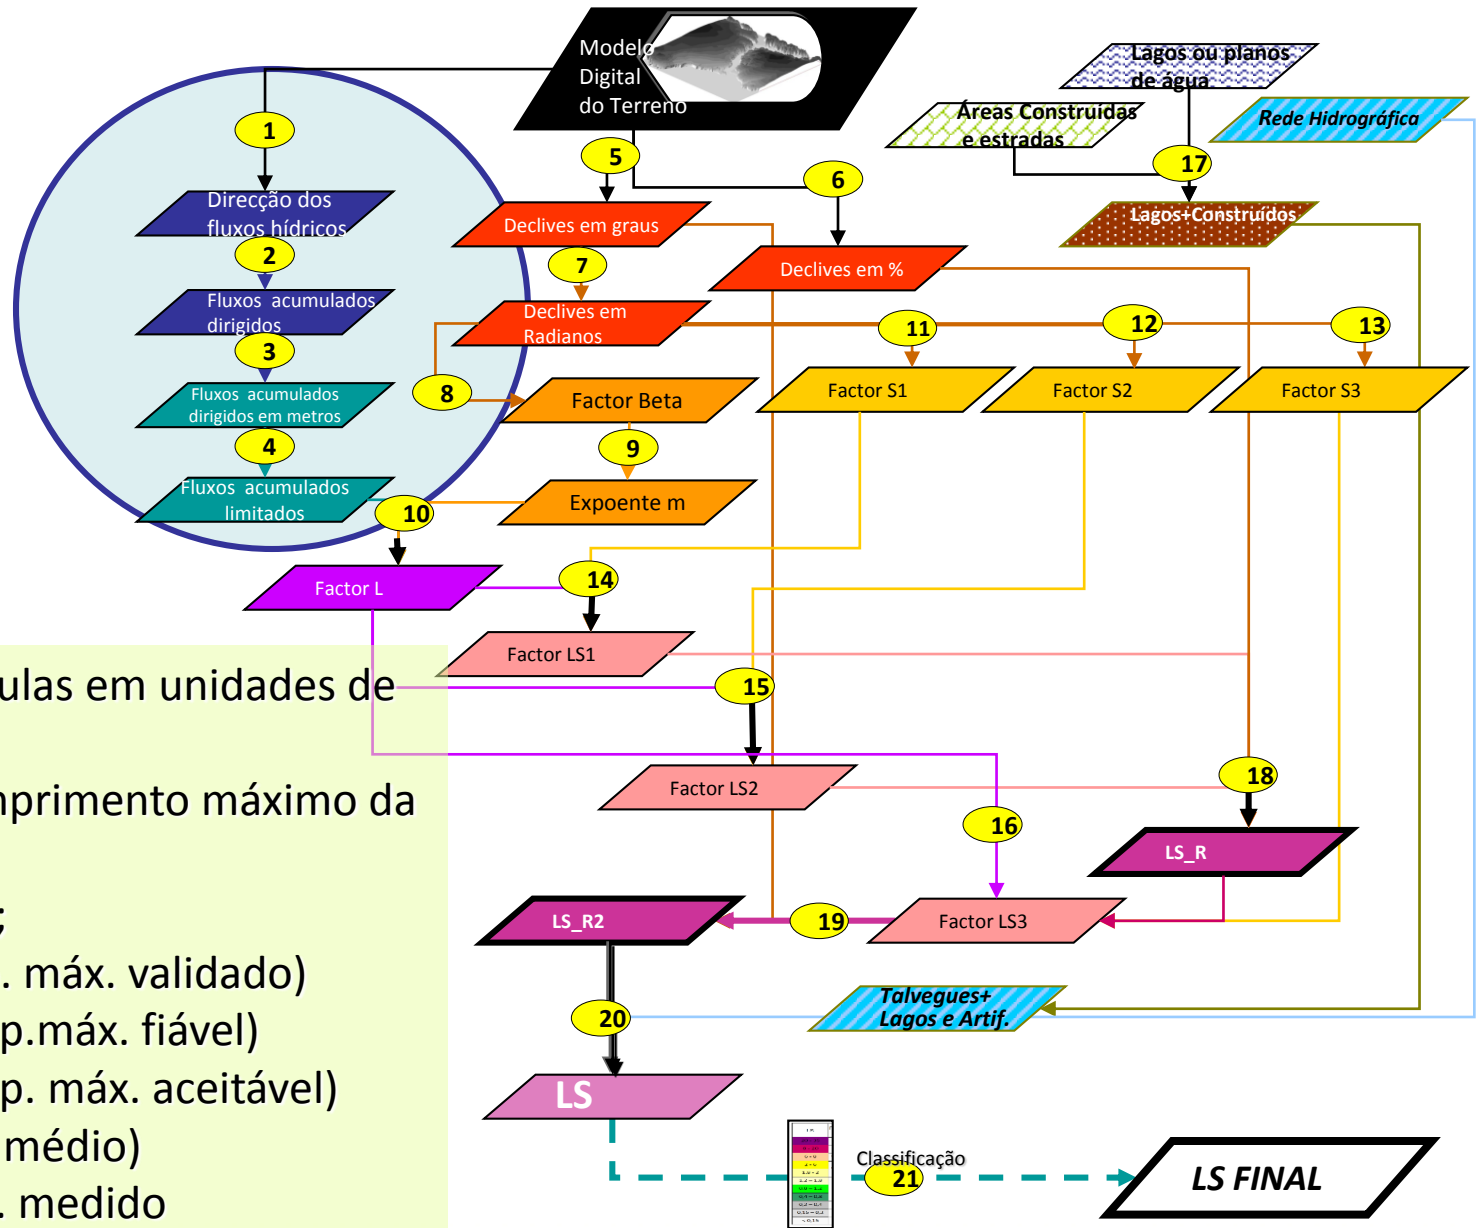 Modelo
Digital
do Terreno
Lagos ou planos
de água
Áreas Construídas
e estradas
Rede Hidrográfica
1
5
6
17
Direcção dos
fluxos hídricos
Declives em graus
Lagos+Construídos
2
7
Declives em %
Fluxos acumulados
dirigidos
Declives em
Radianos
11
12
13
3
8
Fluxos acumulados
dirigidos em metros
Factor Beta
Factor S1
Factor S2
Factor S3
4
9
Fluxos acumulados
limitados
10
Expoente m
Factor L
14
Factor LS1
ulas em unidades de
15
Factor LS2
18
mprimento máximo da
16
LS_R
;
LS_R2
19
Factor LS3
. máx. validado)
Talvegues+
Lagos e Artif.
20
p.máx. fiável)
p. máx. aceitável)
LS
médio)
Classificação
21
LS FINAL
. medido